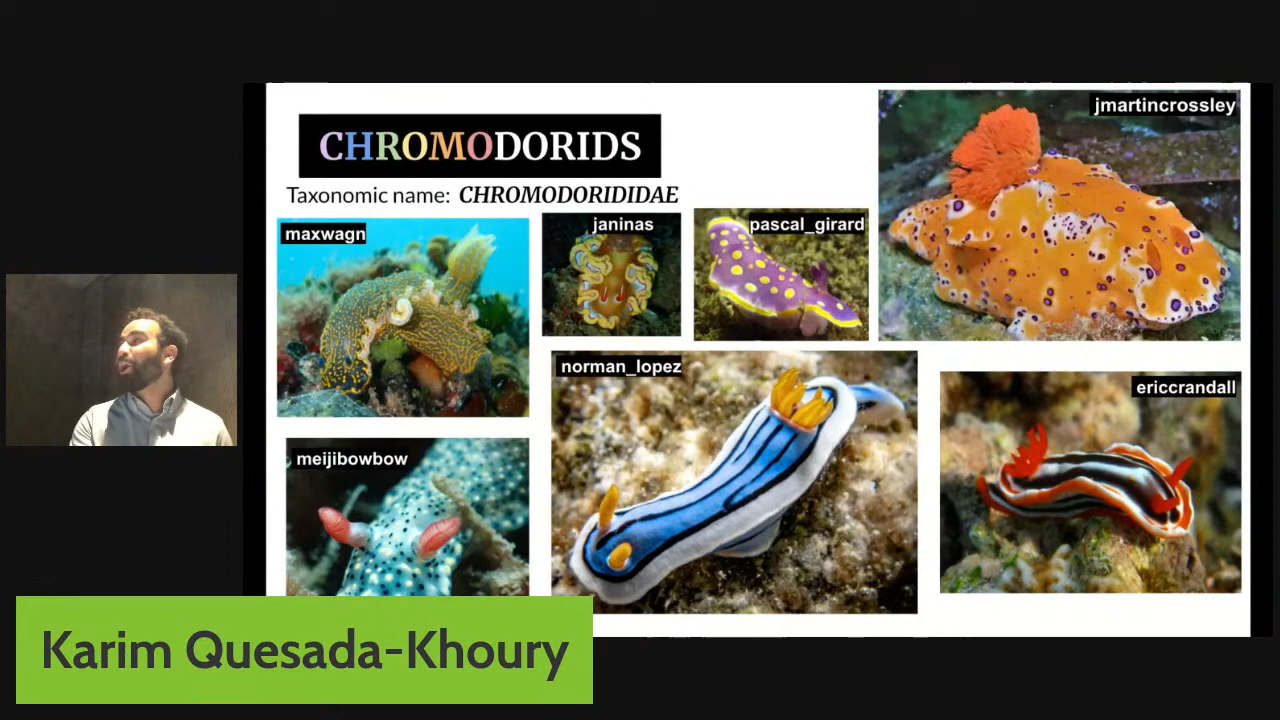 CHROMODORIDS
Taxonomic name: CHROMODORIDIDAE
jmartincrossley
maxwagn
janinas
pascal_girard
norman_lopez
ericcrandall
meijibowbow
Karim Quesada-Khoury